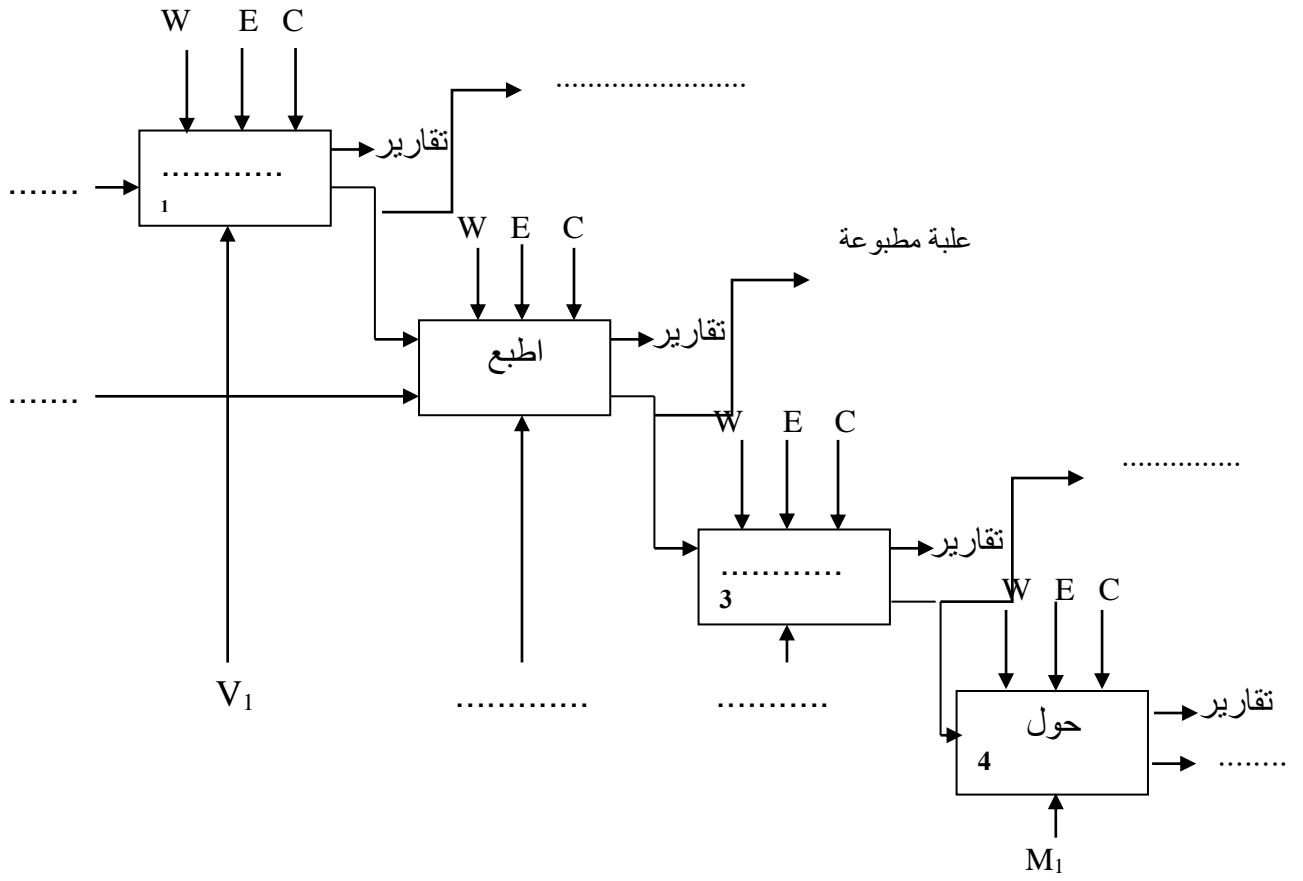 W E C
.......................
تقارير
............
.......
1
W E C
علبة مطبوعة
تقارير
اطبع
.......
W E C
...............
تقارير
............
3
W E C
V₁
.............
...........
تقارير
حول
4
........
M₁